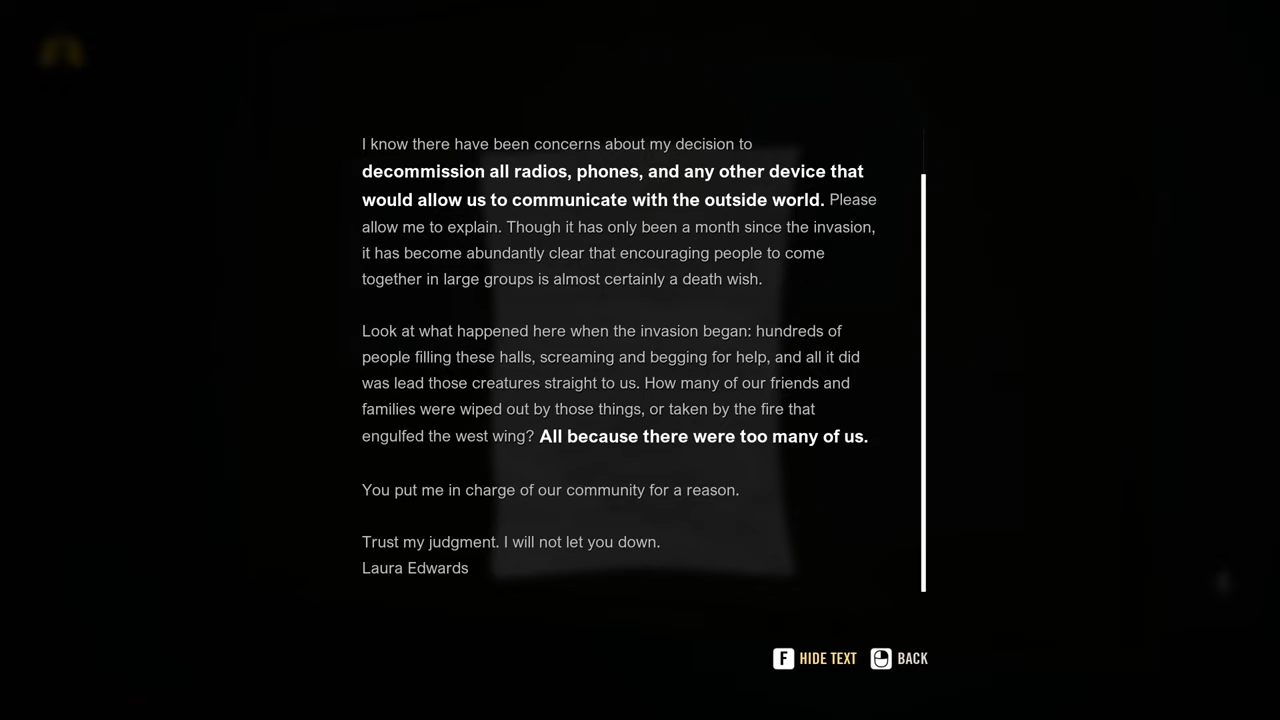 I know there have been concerns about my decision to
decommission all radios, phones, and any other device that
would allow us to communicate with the outside world. Please
allow me to explain. Though it has only been a month since the invasion,
it has become abundantly clear that encouraging people to come
together in large groups is almost certainly a death wish.
Look at what happened here when the invasion began: hundreds of
people filling these halls, screaming and begging for help, and all it did
was lead those creatures straight to us. How many of our friends and
families were wiped out by those things, or taken by the fire that
engulfed the west wing? All because there were too many of us.
You put me in charge of our community for a reason.
Trust my judgment. I will not let you down.
Laura Edwards
F HIDE TEXT BACK